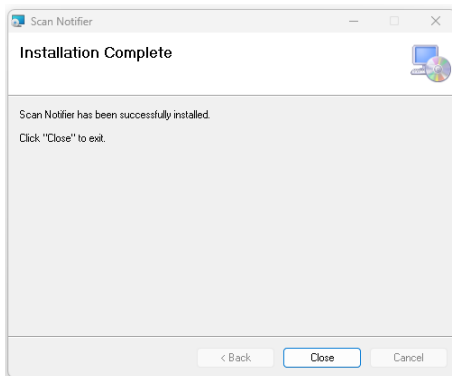 Scan Notifier
Installation Complete
Scan Notifier has been successfully installed.
Click "Close" to exit.
< Back
Close
Cancel